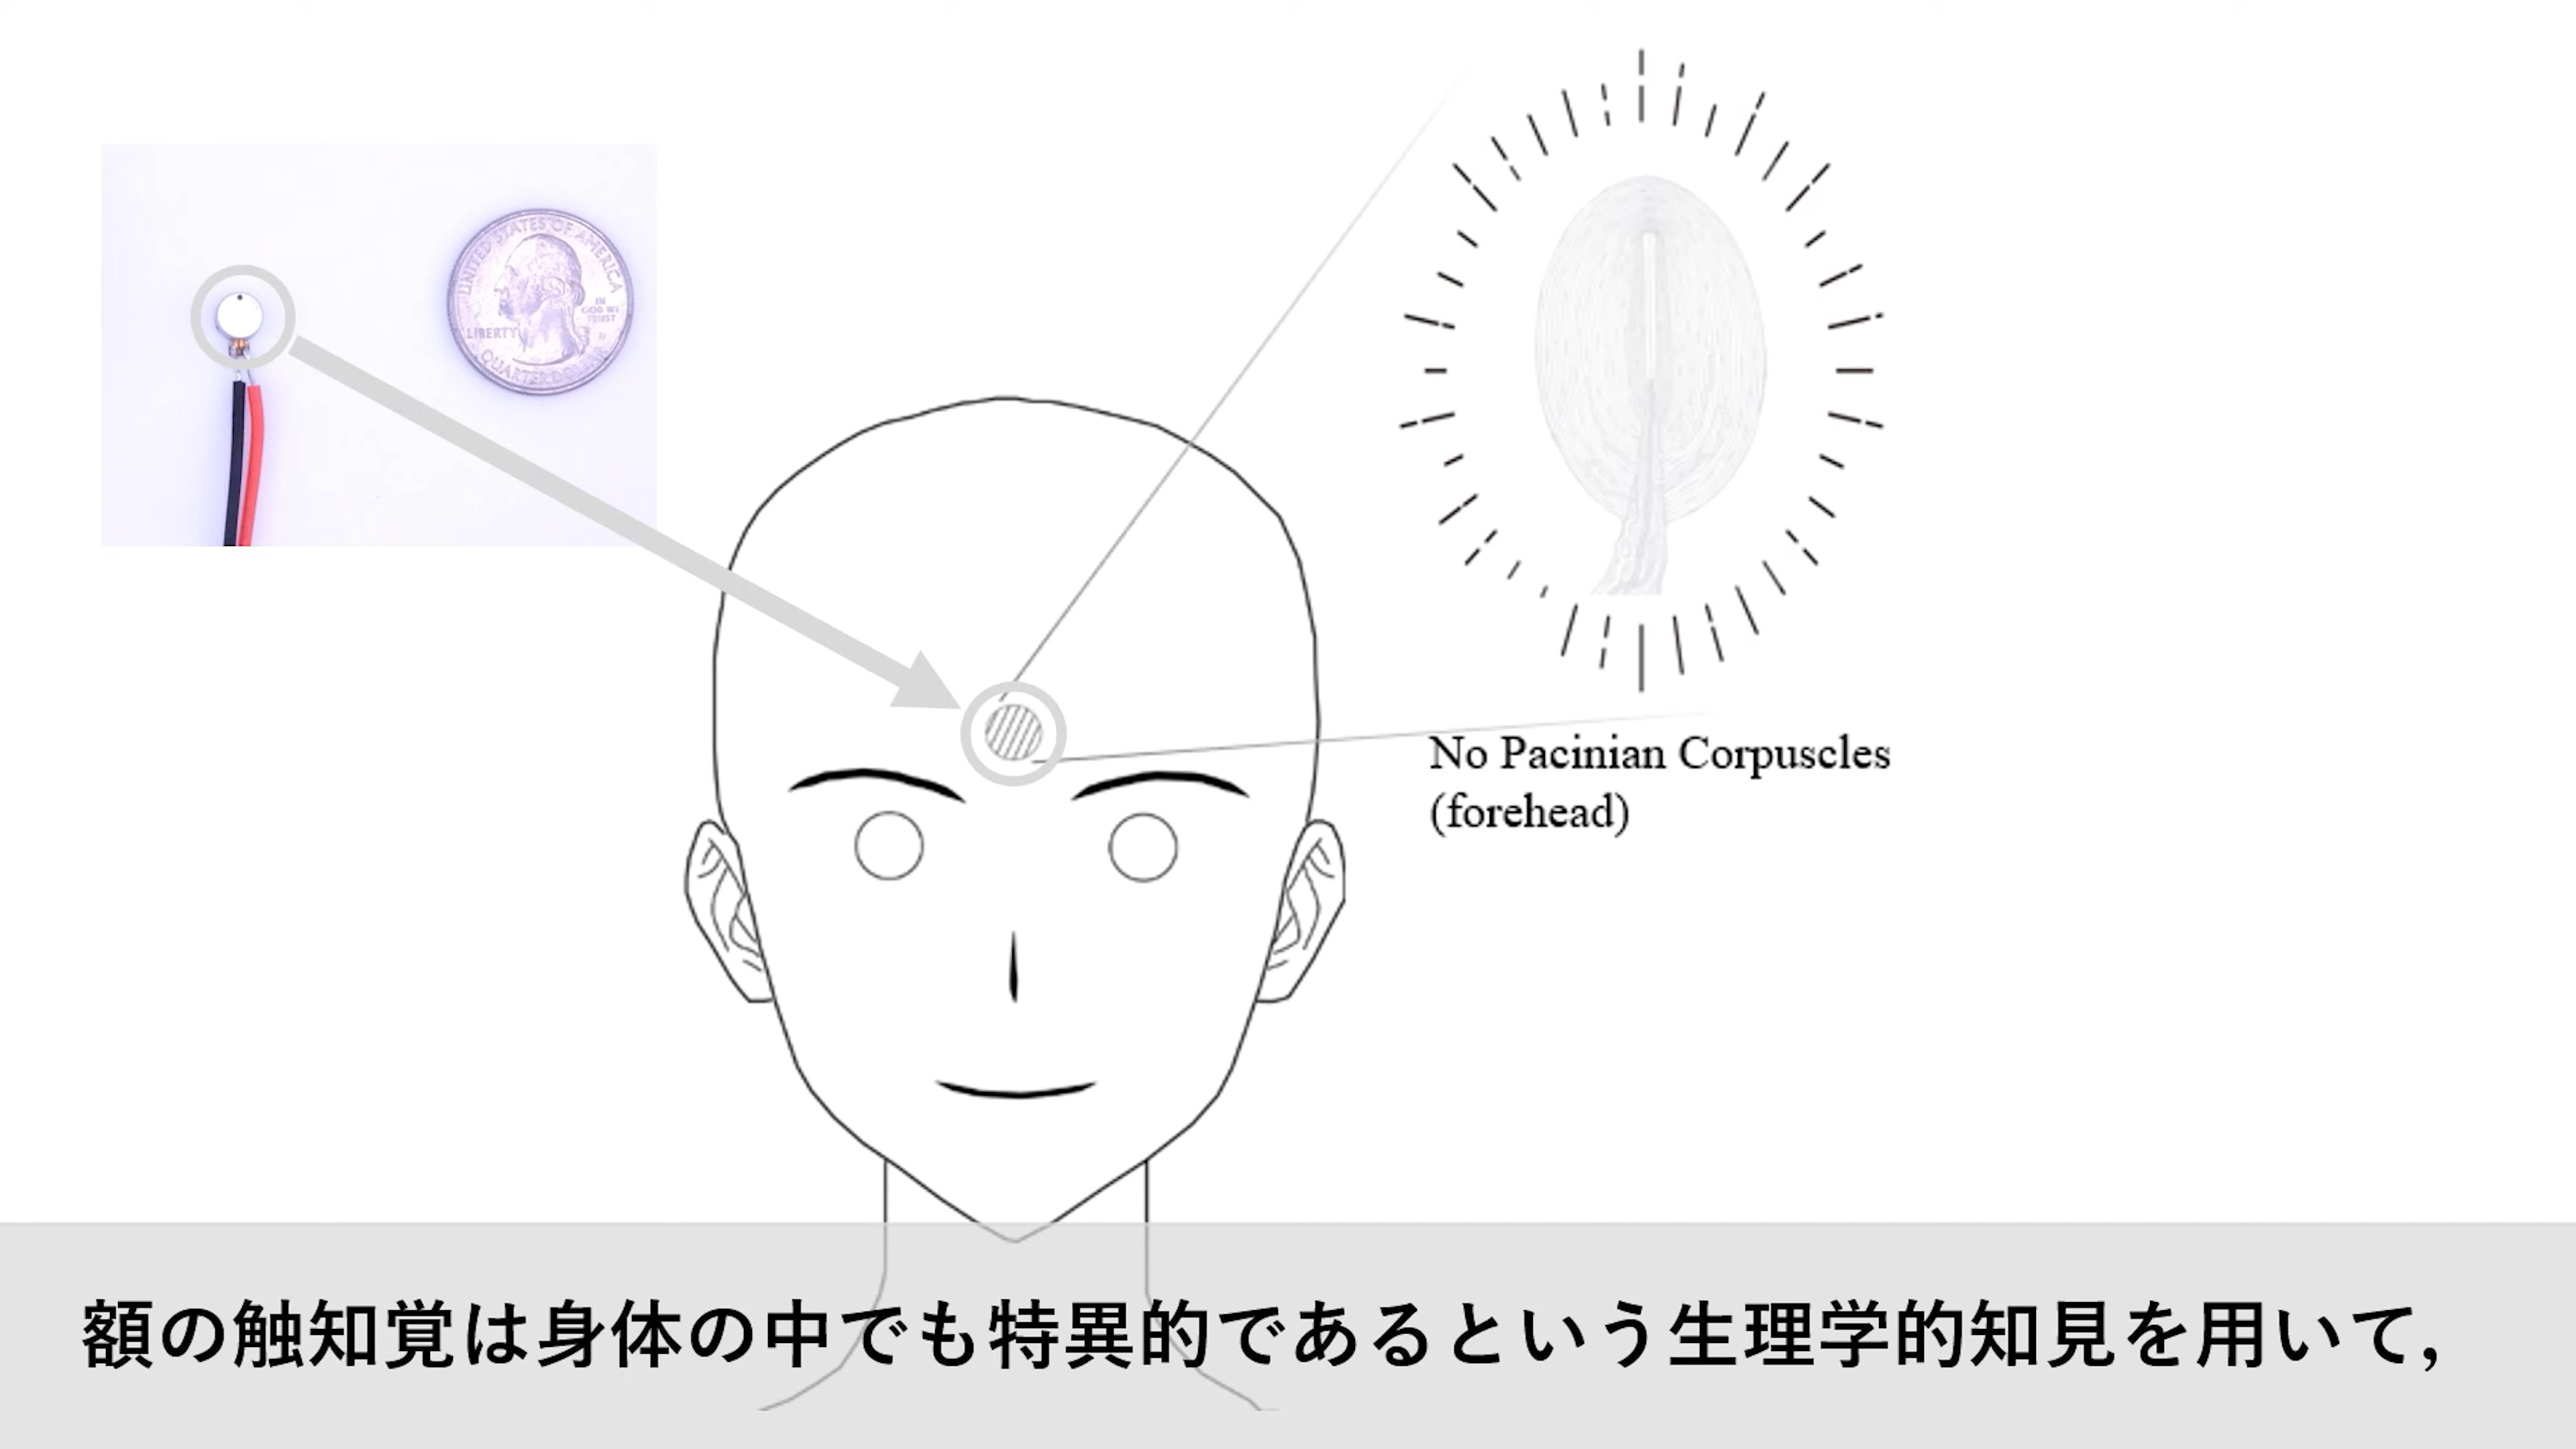 UNITED STATES OF AMERICA
IN
GOD WE
TRUST
LIBERTY
QUARTER DOLLAR
No Pacinian Corpuscles
(forehead)
額の触知覚は身体の中でも特異的であるという生理学的知見を用いて,